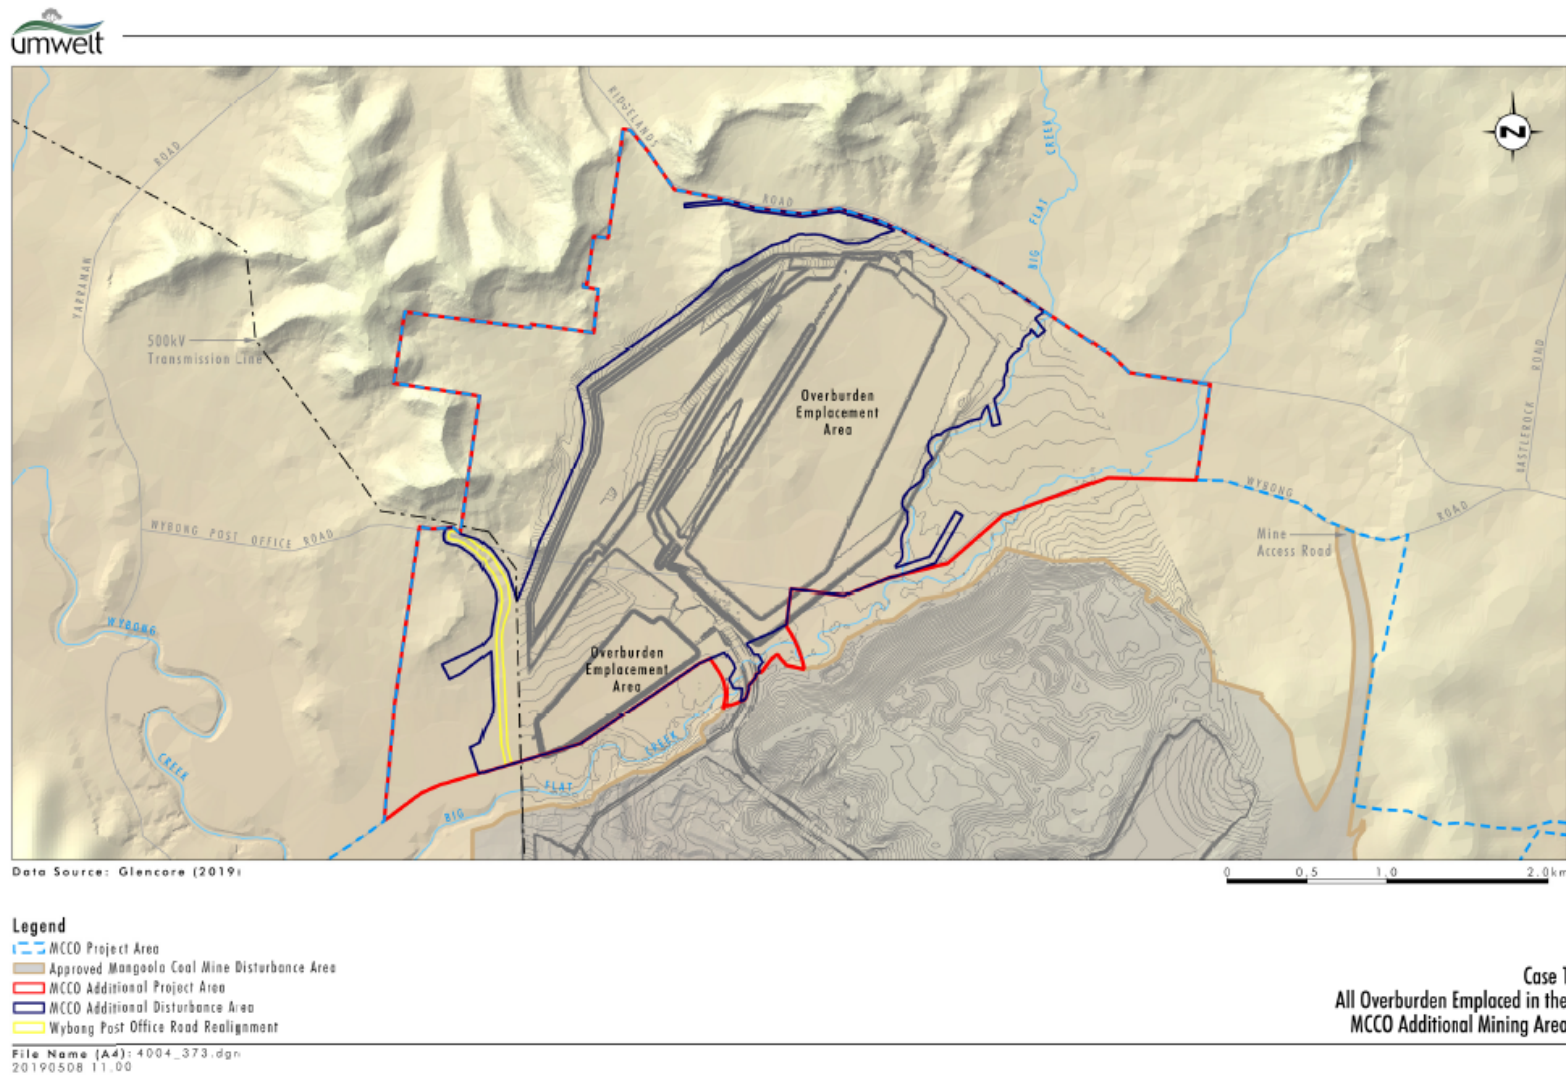 umwelt
RIDGELANDS
CREEK
FLAT
BIG
ROAD
ROAD
YARRAMAN
N
500kV
Transmission Line
Overburden
Emplacement
Area
ROAD
CASTLEROCK
WYBONG POST OFFICE ROAD
WYBONG
ROAD
Mine
Access Road
WYBONG
CREEK
Overburden
Emplacement
Area
BIG
FLAT
CREEK
Data Source: Glencore (2019)
0 0.5 1.0 2.0km
Legend
MCCO Project Area
Approved Mangoola Coal Mine Disturbance Area
MCCO Additional Project Area
MCCO Additional Disturbance Area
Wybong Post Office Road Realignment
Case 1
All Overburden Emplaced in the
MCCO Additional Mining Area
File Name (A4): 4004_373.dgn
20190508 11.00